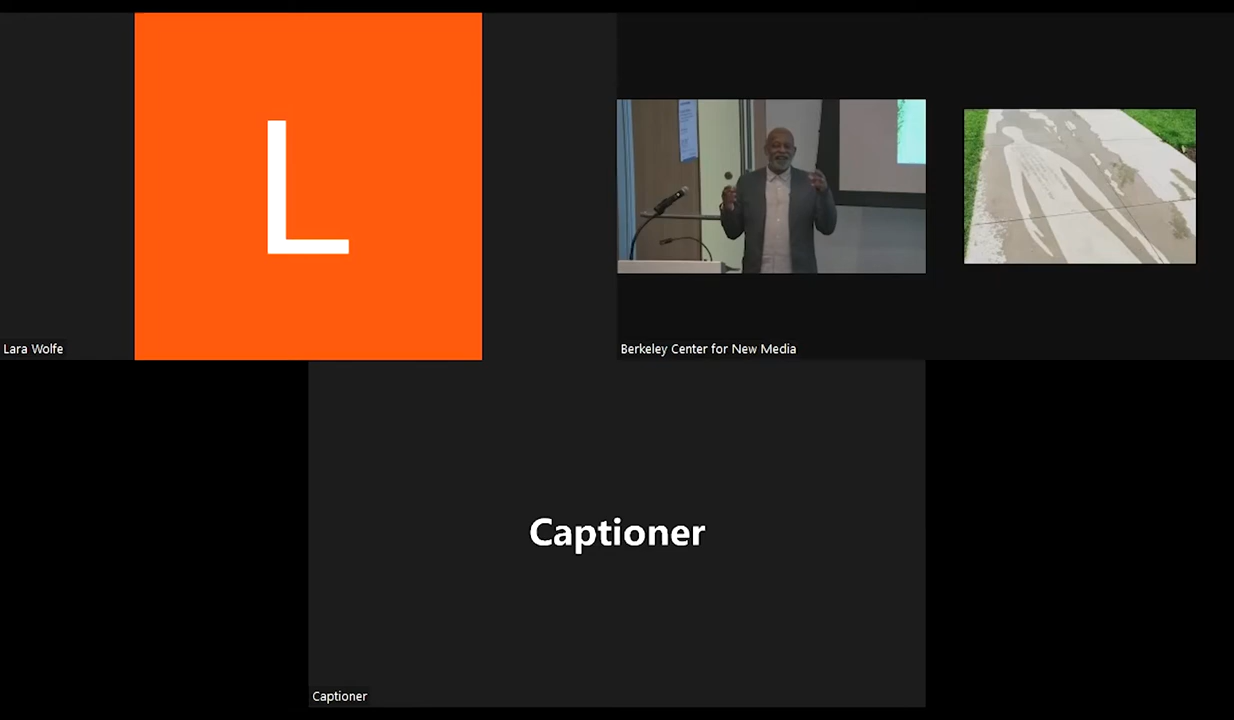 L
Lara Wolfe
Berkeley Center for New Media
Captioner
Captioner